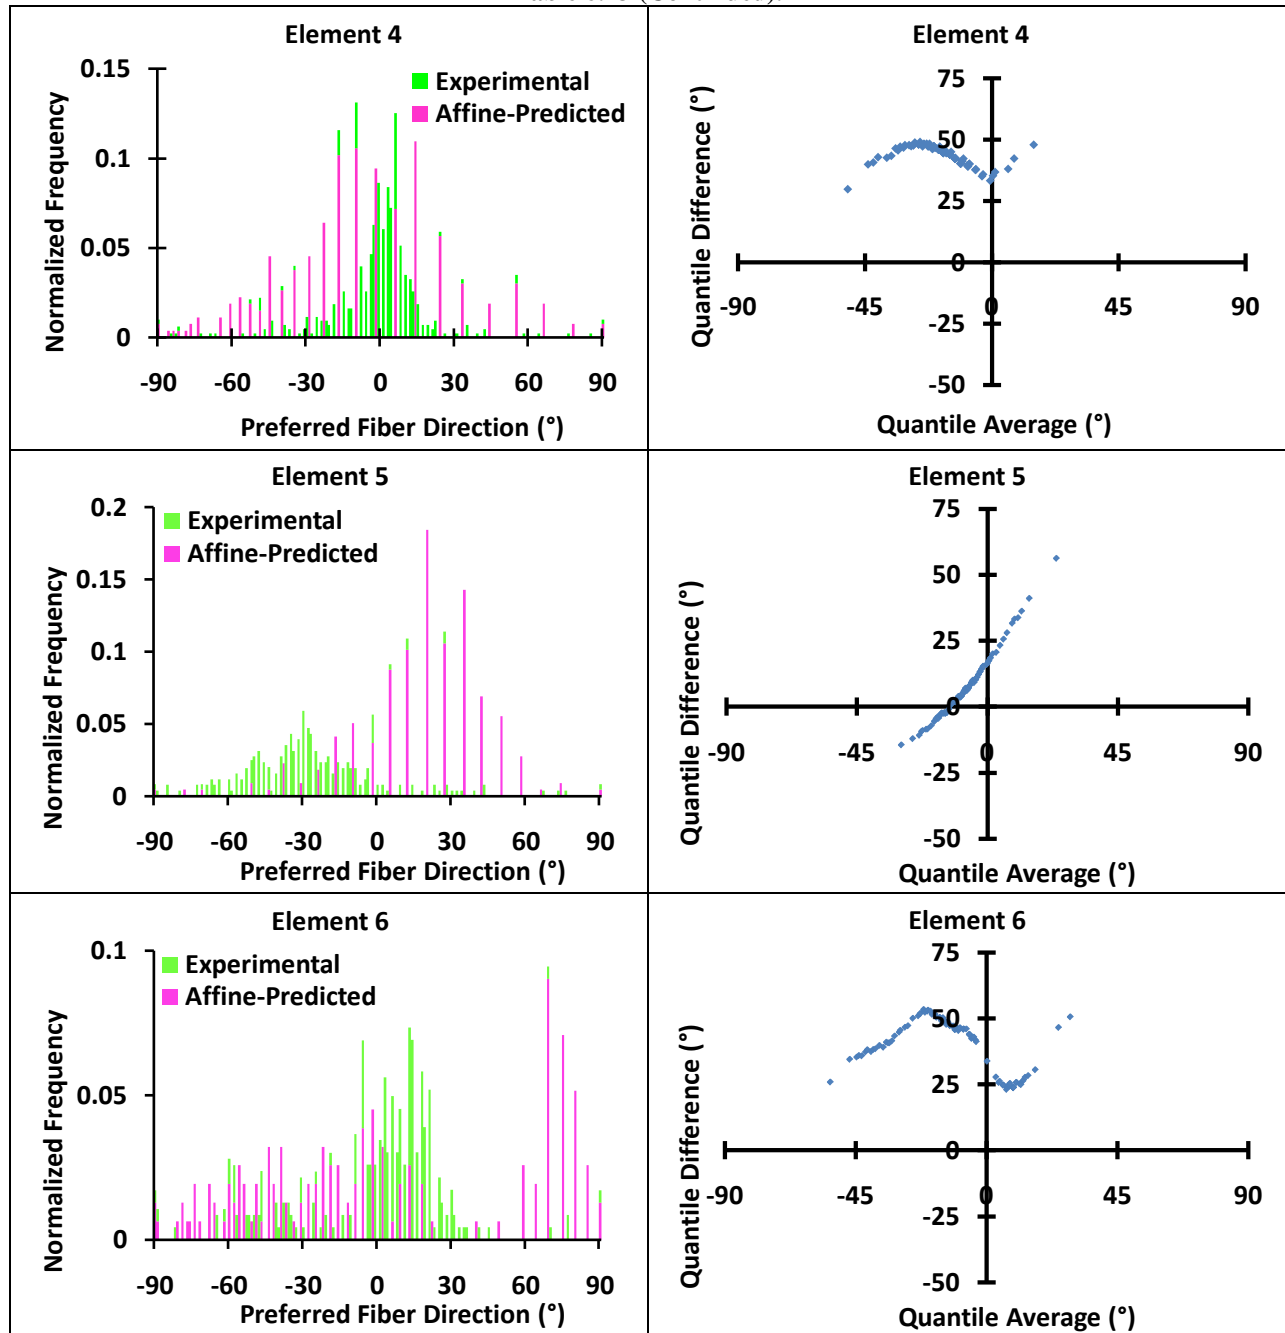 Element 4
0.15
Experimental
Affine-Predicted
0.1
0.05
0
Normalized Frequency
-90 -60 -30 0 30 60 90
Preferred Fiber Direction (°)
Element 4
75
50
25
0
-25
-50
Quantile Difference (°)
-90 -45 0 45 90
Quantile Average (°)
Element 5
0.2
Experimental
Affine-Predicted
0.15
0.1
0.05
0
Normalized Frequency
-90 -60 -30 0 30 60 90
Preferred Fiber Direction (°)
Element 5
75
50
25
0
-25
-50
Quantile Difference (°)
-90 -45 0 45 90
Quantile Average (°)
Element 6
0.1
Experimental
Affine-Predicted
0.05
0
Normalized Frequency
-90 -60 -30 0 30 60 90
Preferred Fiber Direction (°)
Element 6
75
50
25
0
-25
-50
Quantile Difference (°)
-90 -45 0 45 90
Quantile Average (°)